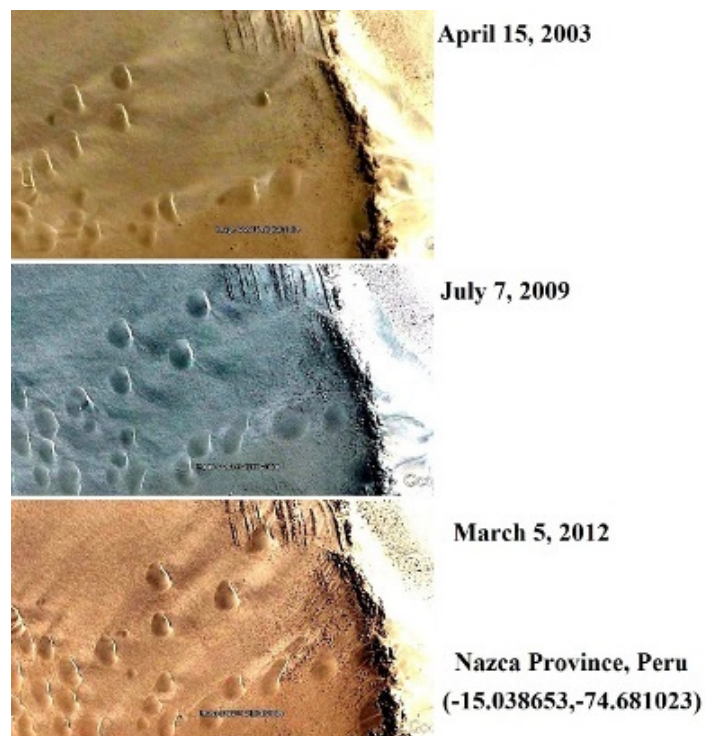 April 15, 2003
July 7, 2009
March 5, 2012
Nazca Province, Peru
(-15.038653,-74.681023)